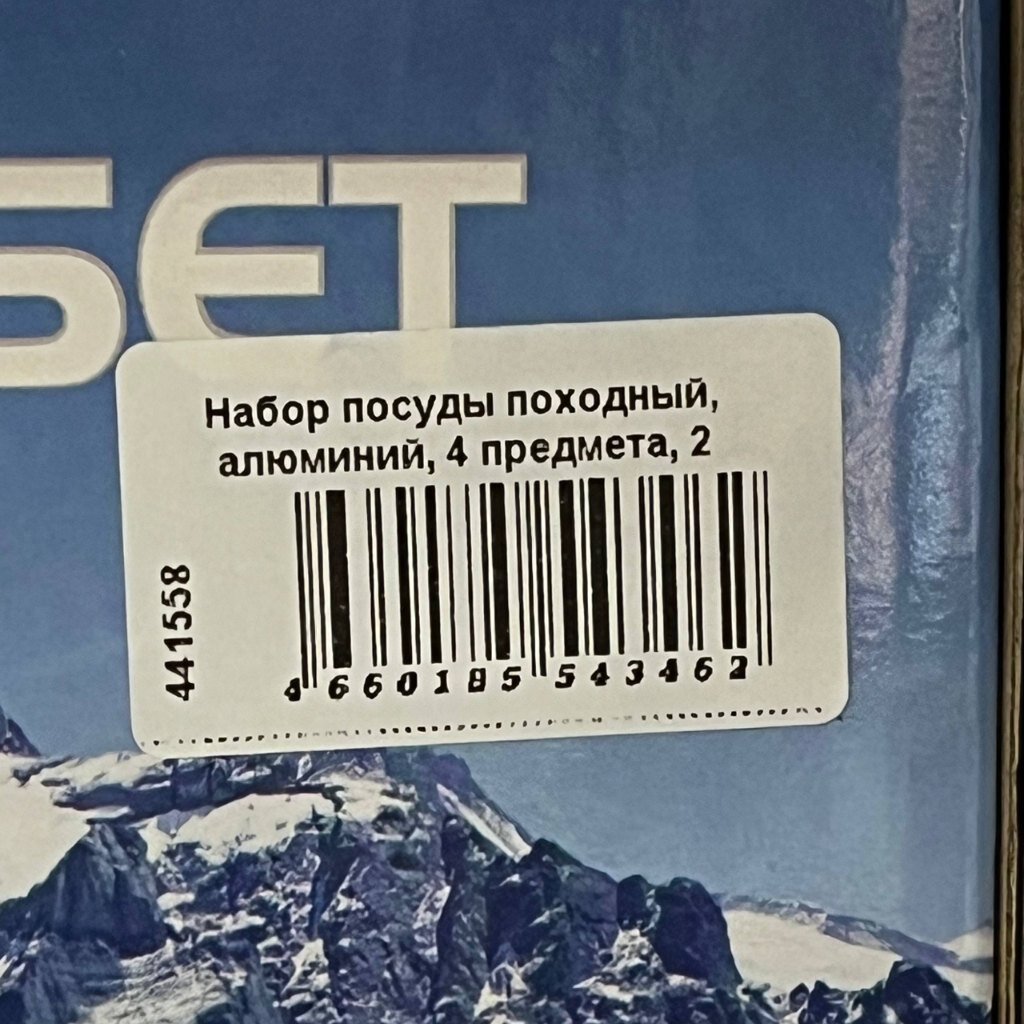 БЕТ
Набор посуды походный,
алюминий, 4 предмета, 2
441558
4 660185 543462